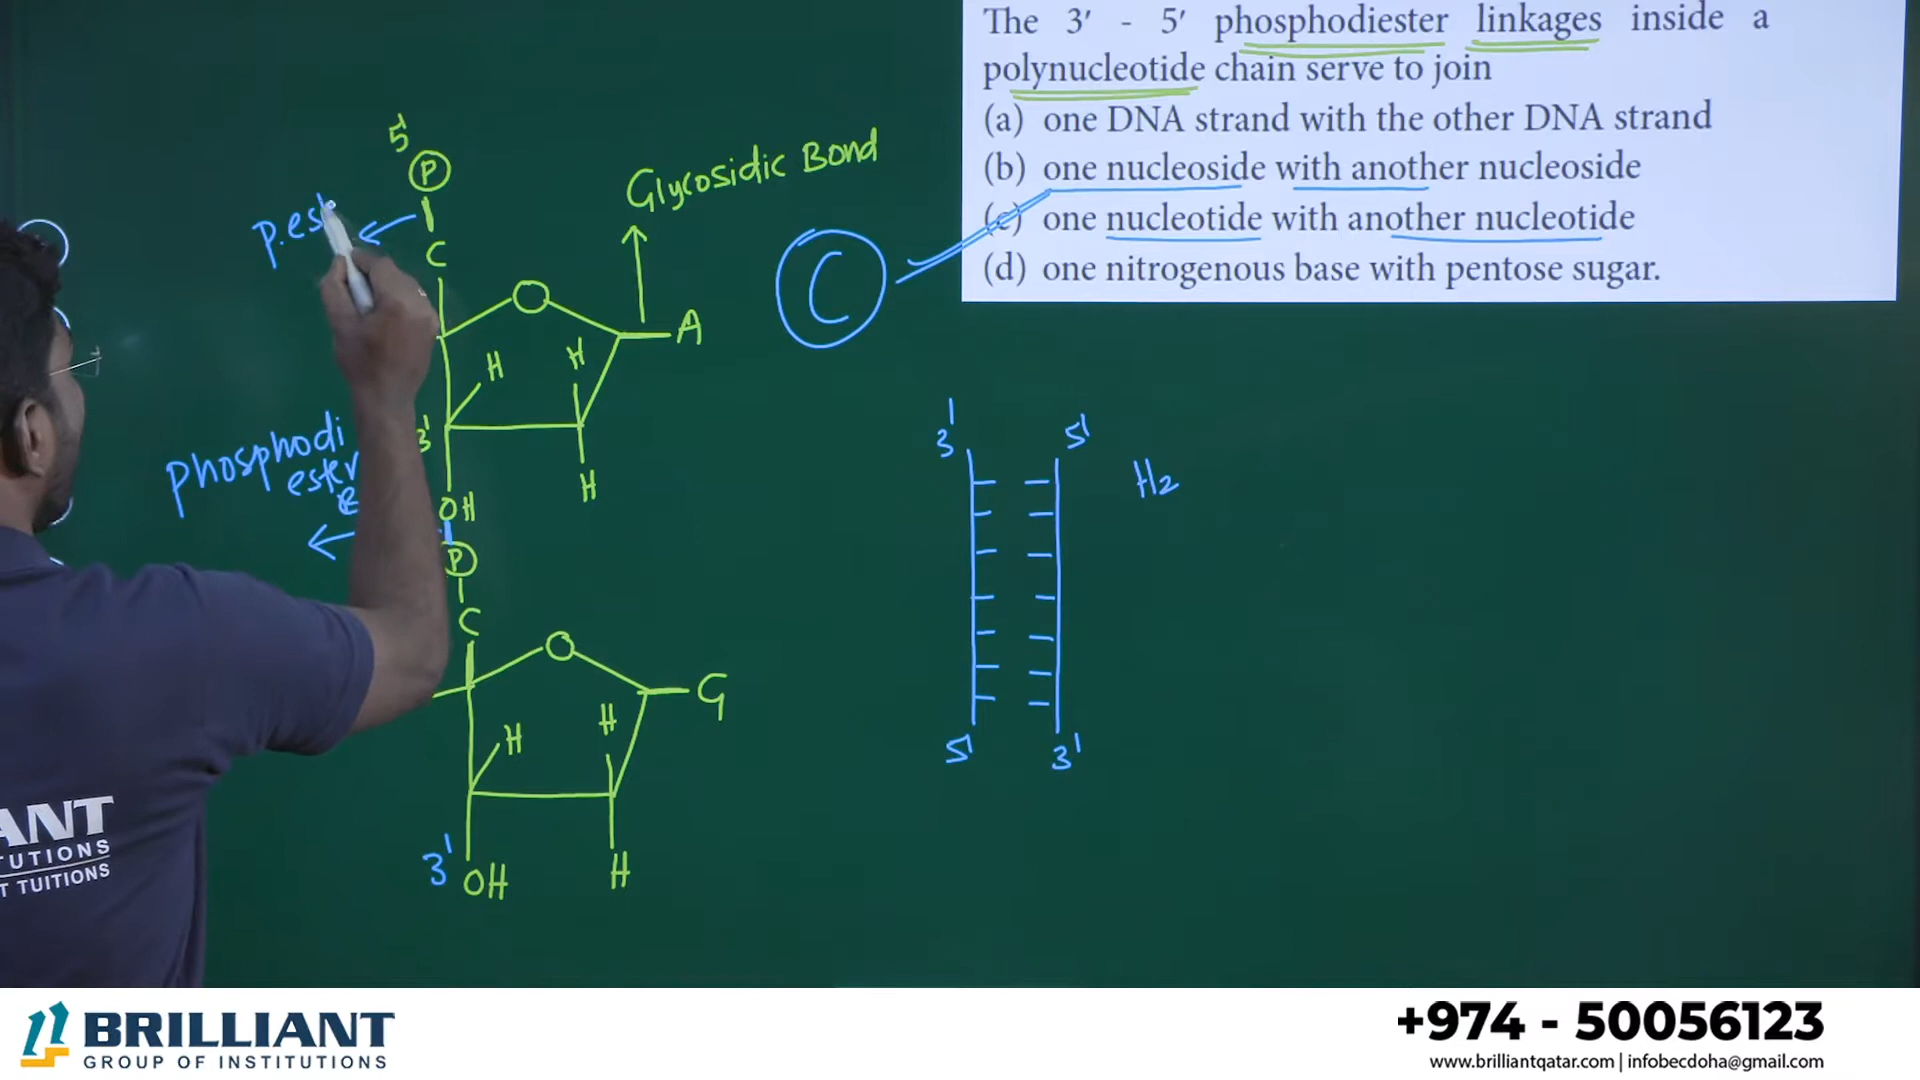 The 3′ - 5′ phosphodiester linkages inside a
polynucleotide chain serve to join
(a) one DNA strand with the other DNA strand
(b) one nucleoside with another nucleoside
(c) one nucleotide with another nucleotide
(d) one nitrogenous base with pentose sugar.
C
5'
P
Glycosidic Bond
p.est
C
O
A
H
H
3'
phosphodi
ester
H
OH
P
C
O
G
H
H
3'
OH
H
3'
5'
H2
5'
3'
ANT
TUTIONS
T TUITIONS
BRILLIANT
GROUP OF INSTITUTIONS
+974 - 50056123
www.brilliantqatar.com | infobecdoha@gmail.com